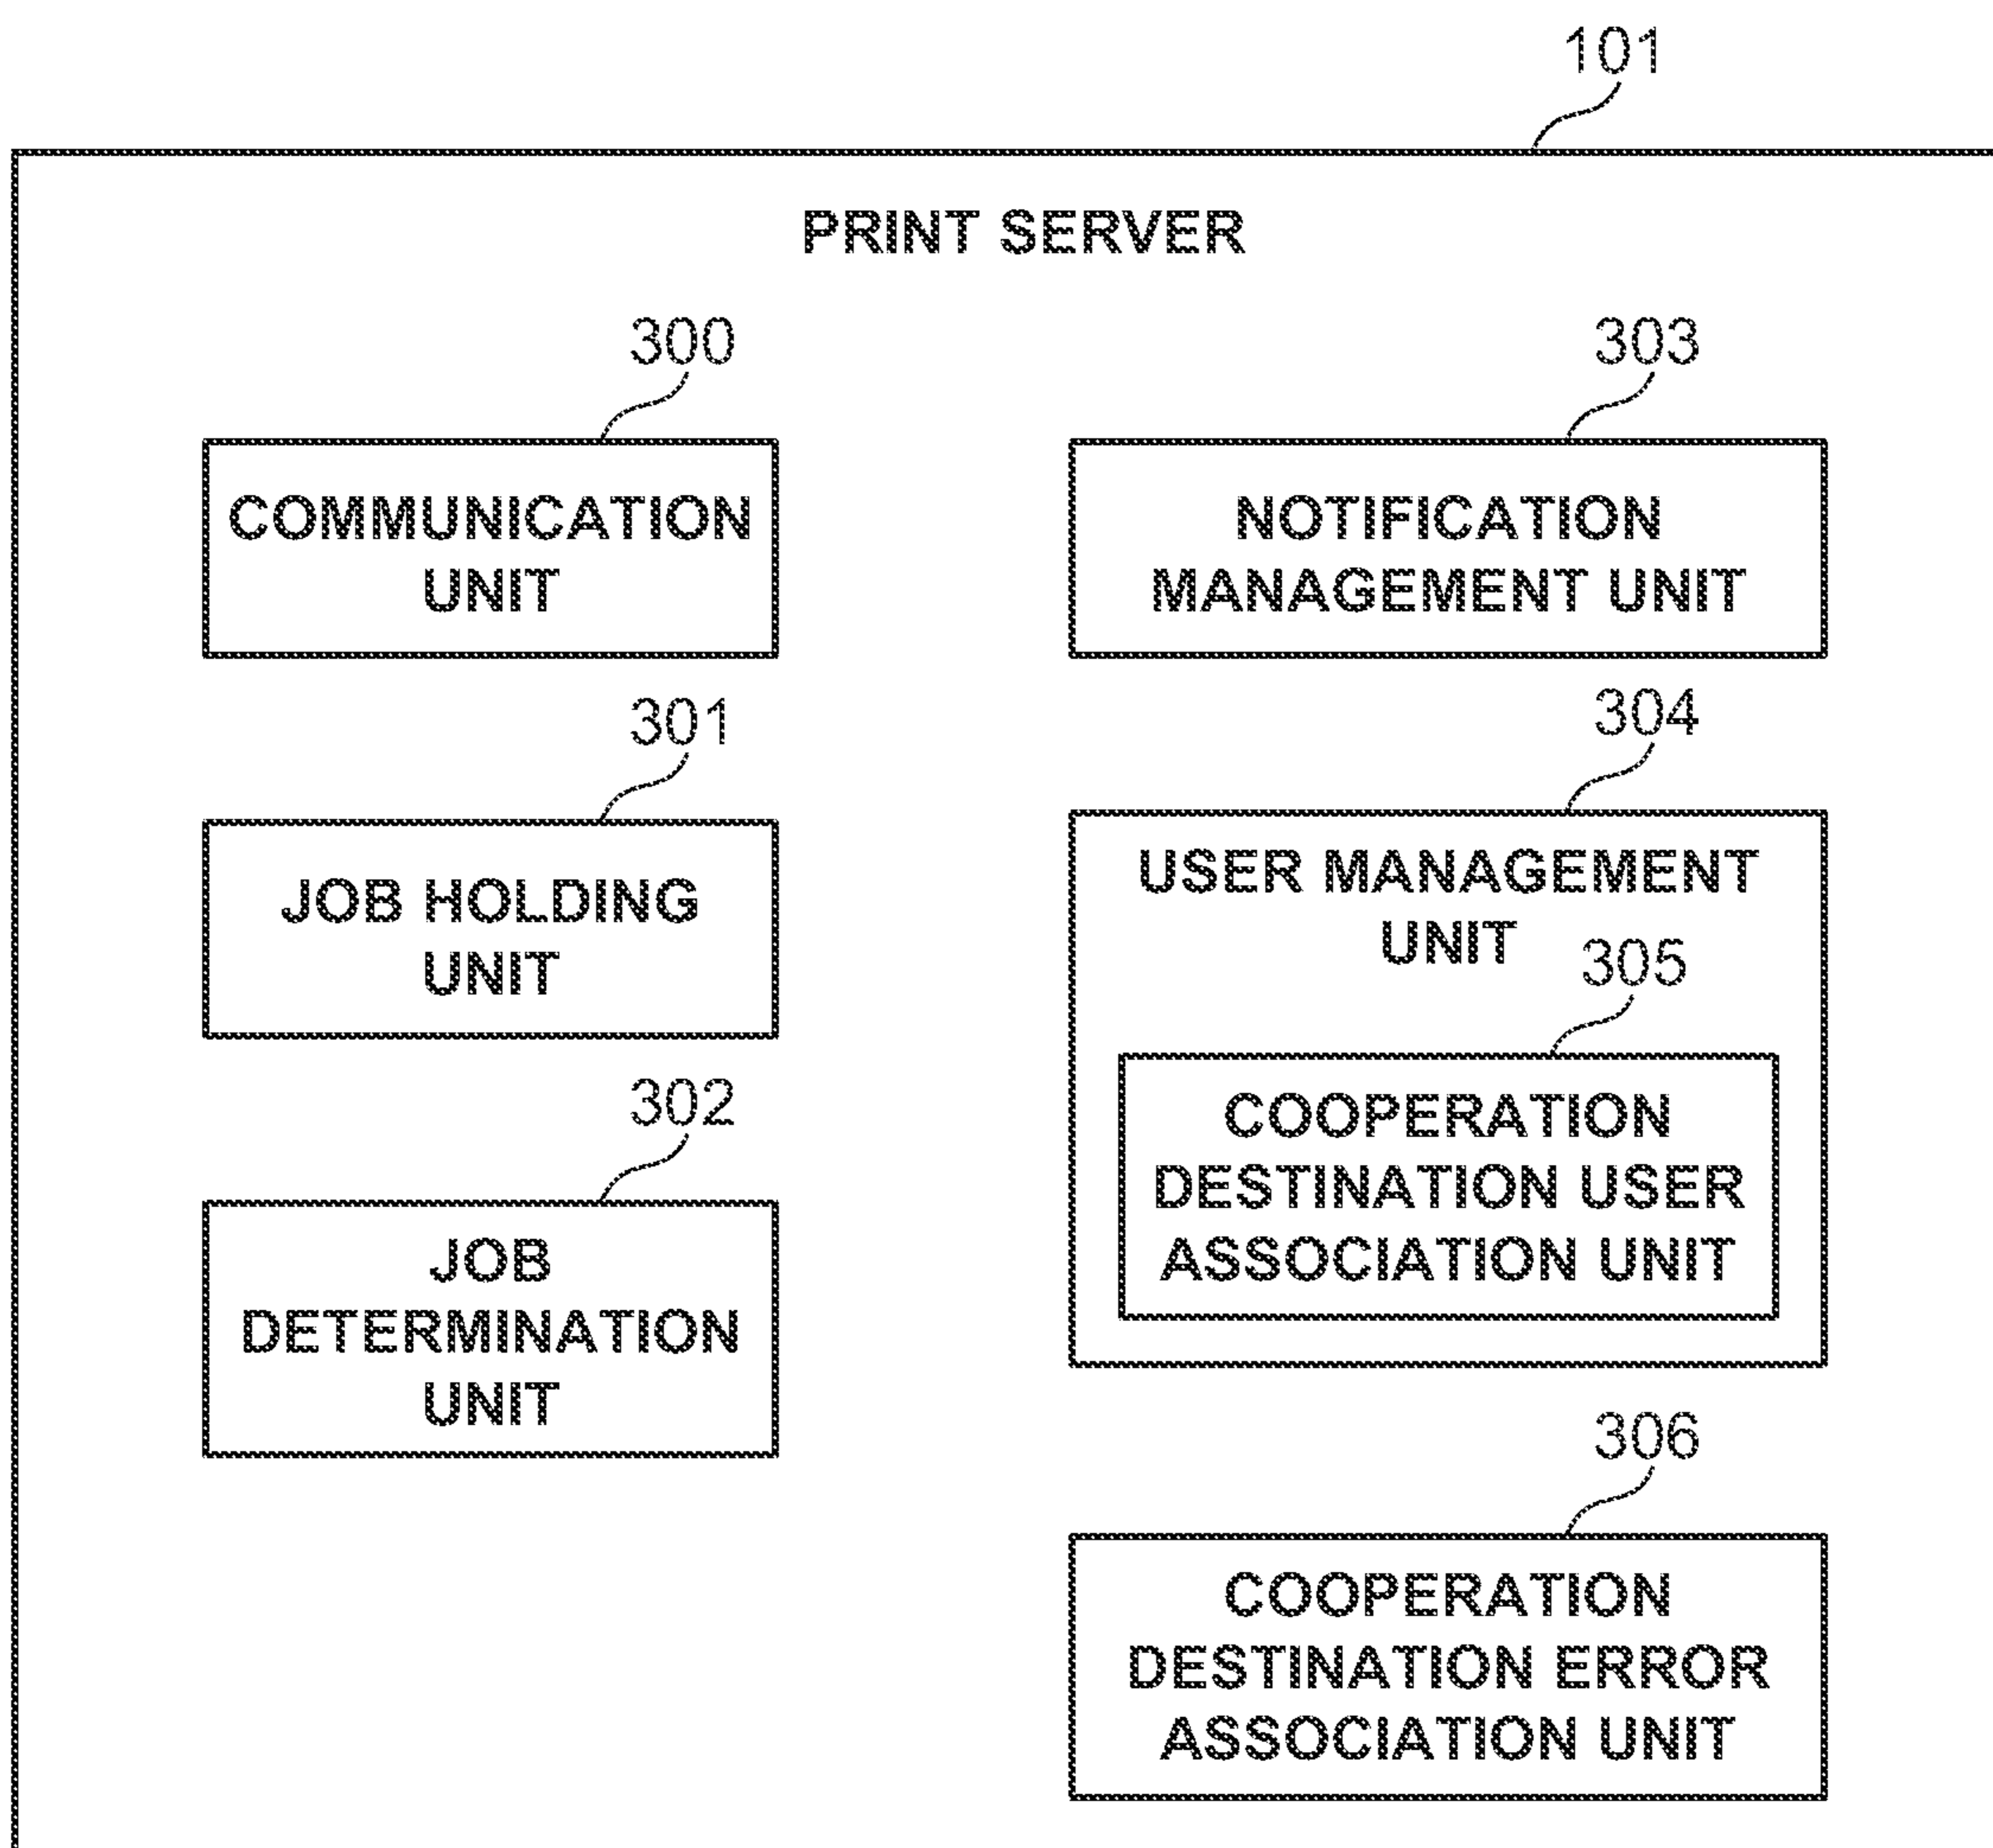 101
PRINT SERVER
300
COMMUNICATION
UNIT
301
JOB HOLDING
UNIT
302
JOB
DETERMINATION
UNIT
303
NOTIFICATION
MANAGEMENT UNIT
304
USER MANAGEMENT
UNIT
305
COOPERATION
DESTINATION USER
ASSOCIATION UNIT
306
COOPERATION
DESTINATION ERROR
ASSOCIATION UNIT